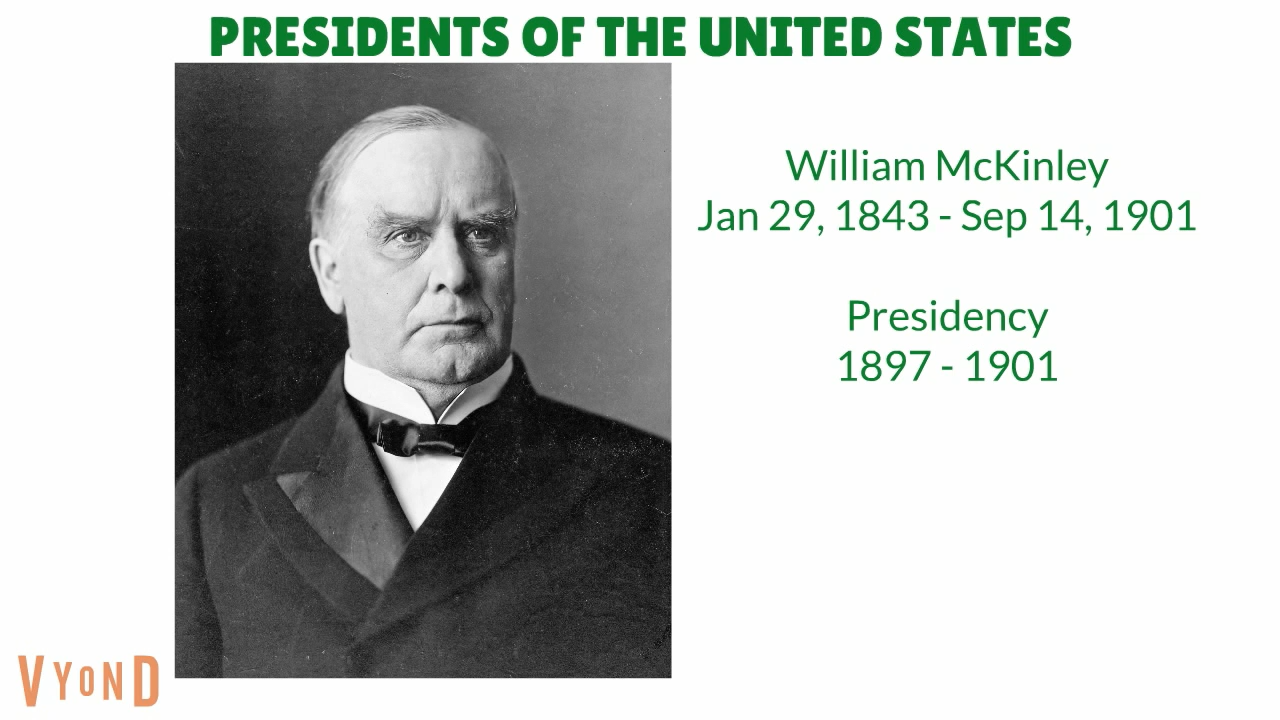 PRESIDENTS OF THE UNITED STATES
William McKinley
Jan 29, 1843 - Sep 14, 1901
Presidency
1897 - 1901
VYOND